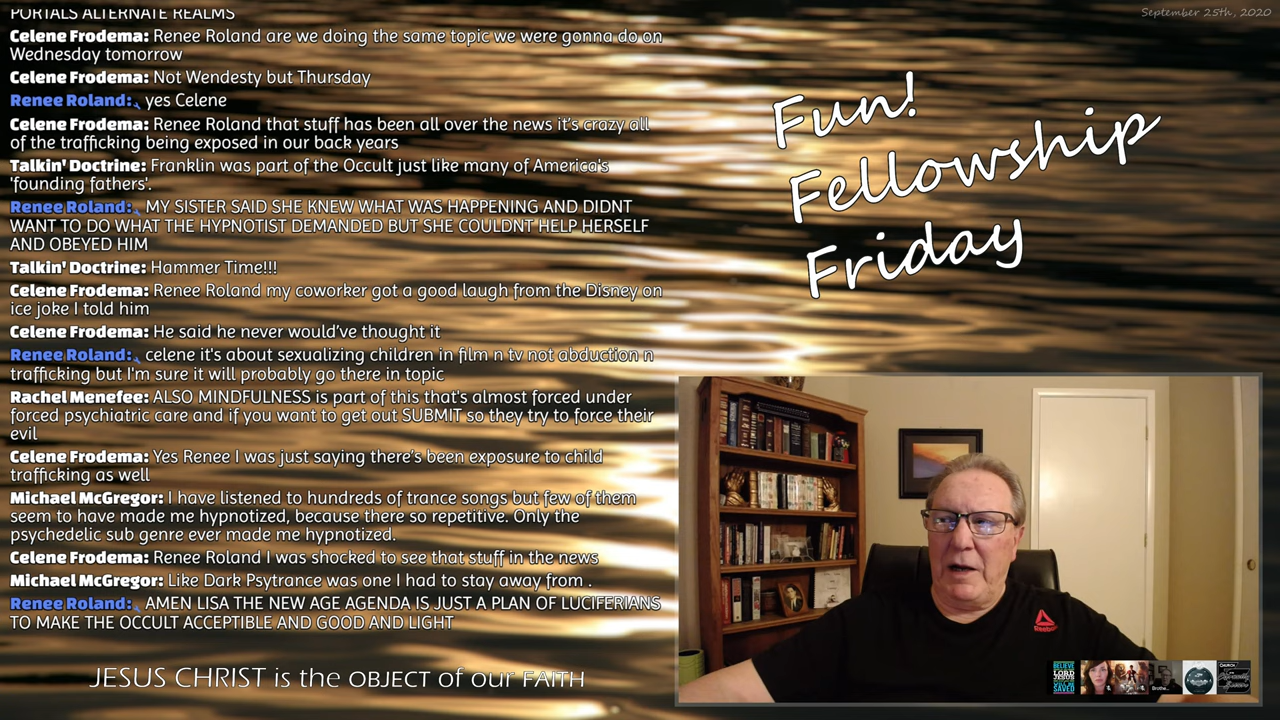 PORTALS ALTERNATE REALMS
Celene Frodema: Renee Roland are we doing the same topic we were gonna do on
Wednesday tomorrow
Celene Frodema: Not Wendesty but Thursday
Renee Roland: yes Celene
Celene Frodema: Renee Roland that stuff has been all over the news it's crazy all
of the trafficking being exposed in our back years
Talkin' Doctrine: Franklin was part of the Occult just like many of America's
'founding fathers'.
Renee Roland: MY SISTER SAID SHE KNEW WHAT WAS HAPPENING AND DIDNT
WANT TO DO WHAT THE HYPNOTIST DEMANDED BUT SHE COULDNT HELP HERSELF
AND OBEYED HIM
Talkin' Doctrine: Hammer Time!!!
Celene Frodema: Renee Roland my coworker got a good laugh from the Disney on
ice joke I told him
Celene Frodema: He said he never would've thought it
Renee Roland: celene it's about sexualizing children in film n tv not abduction n
trafficking but I'm sure it will probably go there in topic
Rachel Menefee: ALSO MINDFULNESS is part of this that's almost forced under
forced psychiatric care and if you want to get out SUBMIT so they try to force their
evil
Celene Frodema: Yes Renee I was just saying there's been exposure to child
trafficking as well
Michael McGregor: I have listened to hundreds of trance songs but few of them
seem to have made me hypnotized, because there so repetitive. Only the
psychedelic sub genre ever made me hypnotized.
Celene Frodema: Renee Roland I was shocked to see that stuff in the news
Michael McGregor: Like Dark Psytrance was one I had to stay away from .
Renee Roland: AMEN LISA THE NEW AGE AGENDA IS JUST A PLAN OF LUCIFERIANS
TO MAKE THE OCCULT ACCEPTIBLE AND GOOD AND LIGHT
JESUS CHRIST is the OBJECT of our FAITH
September 25th, 2020
Fun!
Fellowship
Friday
Reebok
BELIEVE
LORD
JESUS
SAVED
Brothe...
CHURCH